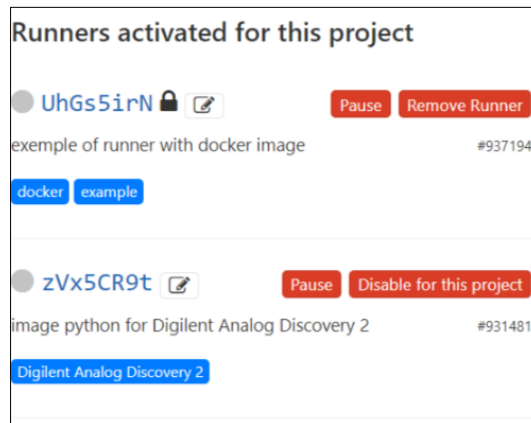 Runners activated for this project
UhGs5irN Pause Remove Runner
exemple of runner with docker image #937194
docker example
zVx5CR9t Pause Disable for this project
image python for Digilent Analog Discovery 2 #931481
Digilent Analog Discovery 2